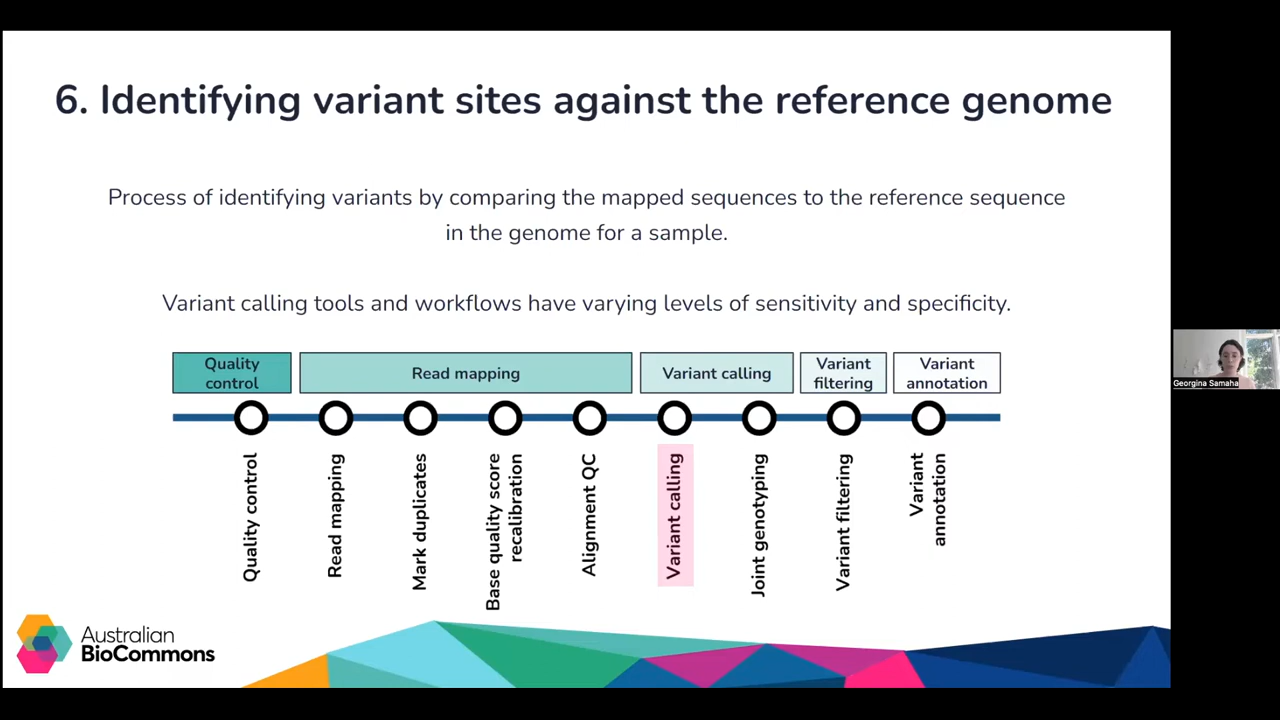 6. Identifying variant sites against the reference genome
Process of identifying variants by comparing the mapped sequences to the reference sequence
in the genome for a sample.
Variant calling tools and workflows have varying levels of sensitivity and specificity.
Quality
control
Read mapping
Variant calling
Variant
filtering
Variant
annotation
Quality control
Read mapping
Mark duplicates
Base quality score
recalibration
Alignment QC
Variant calling
Joint genotyping
Variant filtering
Variant
annotation
Australian
BioCommons
Georgina Samaha